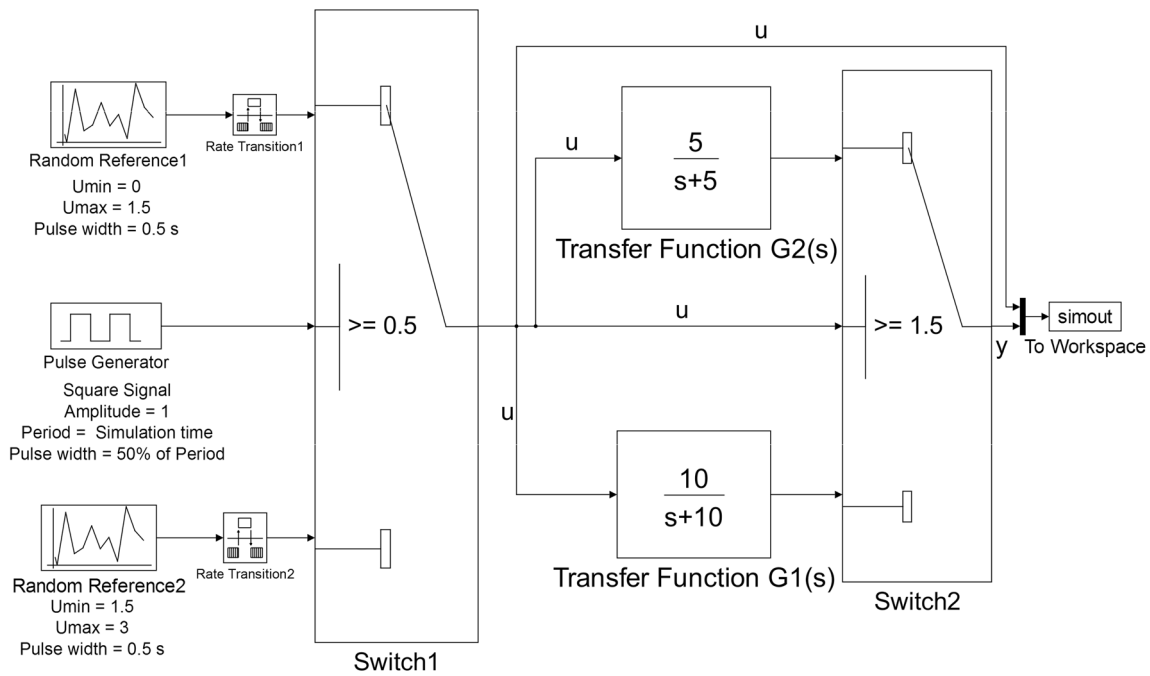 u
Random Reference1
Umin = 0
Umax = 1.5
Pulse width = 0.5 s
Rate Transition1
u
5
s+5
Transfer Function G2(s)
Pulse Generator
Square Signal
Amplitude = 1
Period =  Simulation time
Pulse width = 50% of Period
>= 0.5
u
>= 1.5
y
simout
To Workspace
u
10
s+10
Transfer Function G1(s)
Random Reference2
Umin = 1.5
Umax = 3
Pulse width = 0.5 s
Rate Transition2
Switch1
Switch2